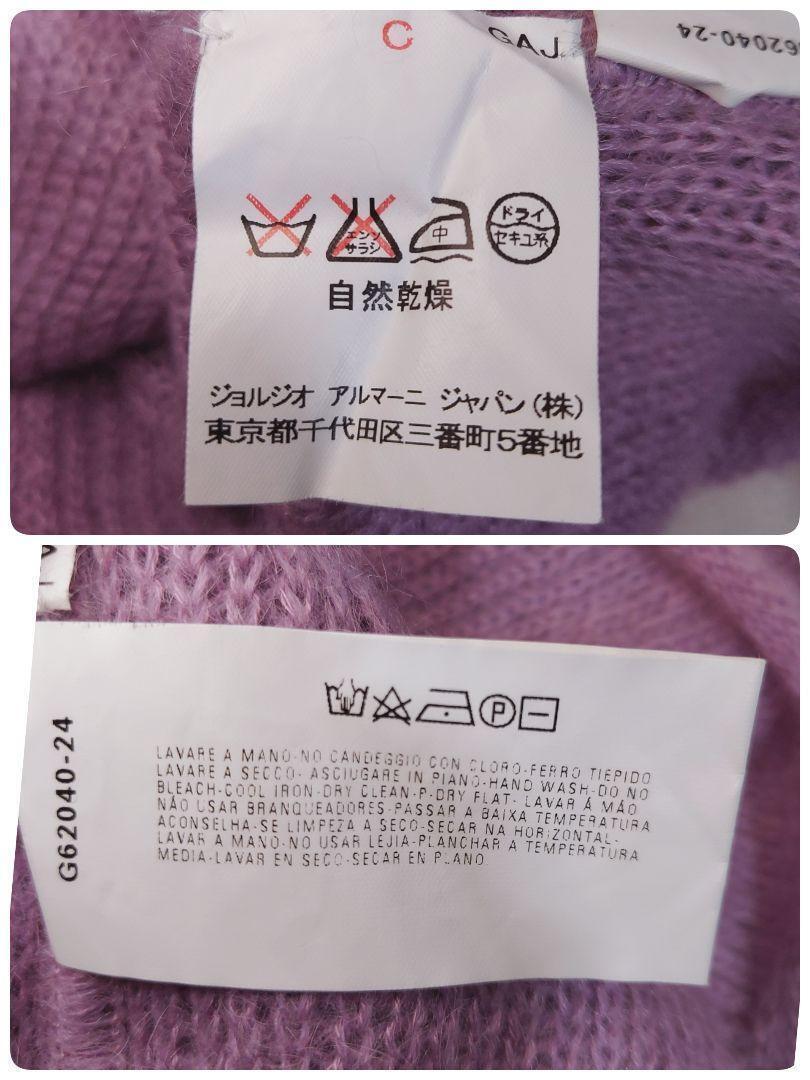 C
GAJ
62040-24
エンソ
サラシ
中
ドライ
セキユ系
自然乾燥
ジョルジオ アルマーニ ジャパン(株)
東京都千代田区三番町5番地
P
G62040-24
LAVARE A MANO-NO CANDEGGIO CON CLORO-FERRO TIEPIDO
LAVARE A SECCO- ASCIUGARE IN PIANO-HAND WASH-DO NO
BLEACH-COOL IRON-DRY CLEAN-P-DRY FLAT- LAVAR Á MÃO
NÃO USAR BRANQUEADORES-PASSAR A BAIXA TEMPERATURA
ACONSELHA-SE LIMPEZA A SECO-SECAR NA HORIZONTAL-
LAVAR A MANO-NO USAR LEJIA-PLANCHAR A TEMPERATURA
MEDIA-LAVAR EN SECO-SECAR EN PLANO